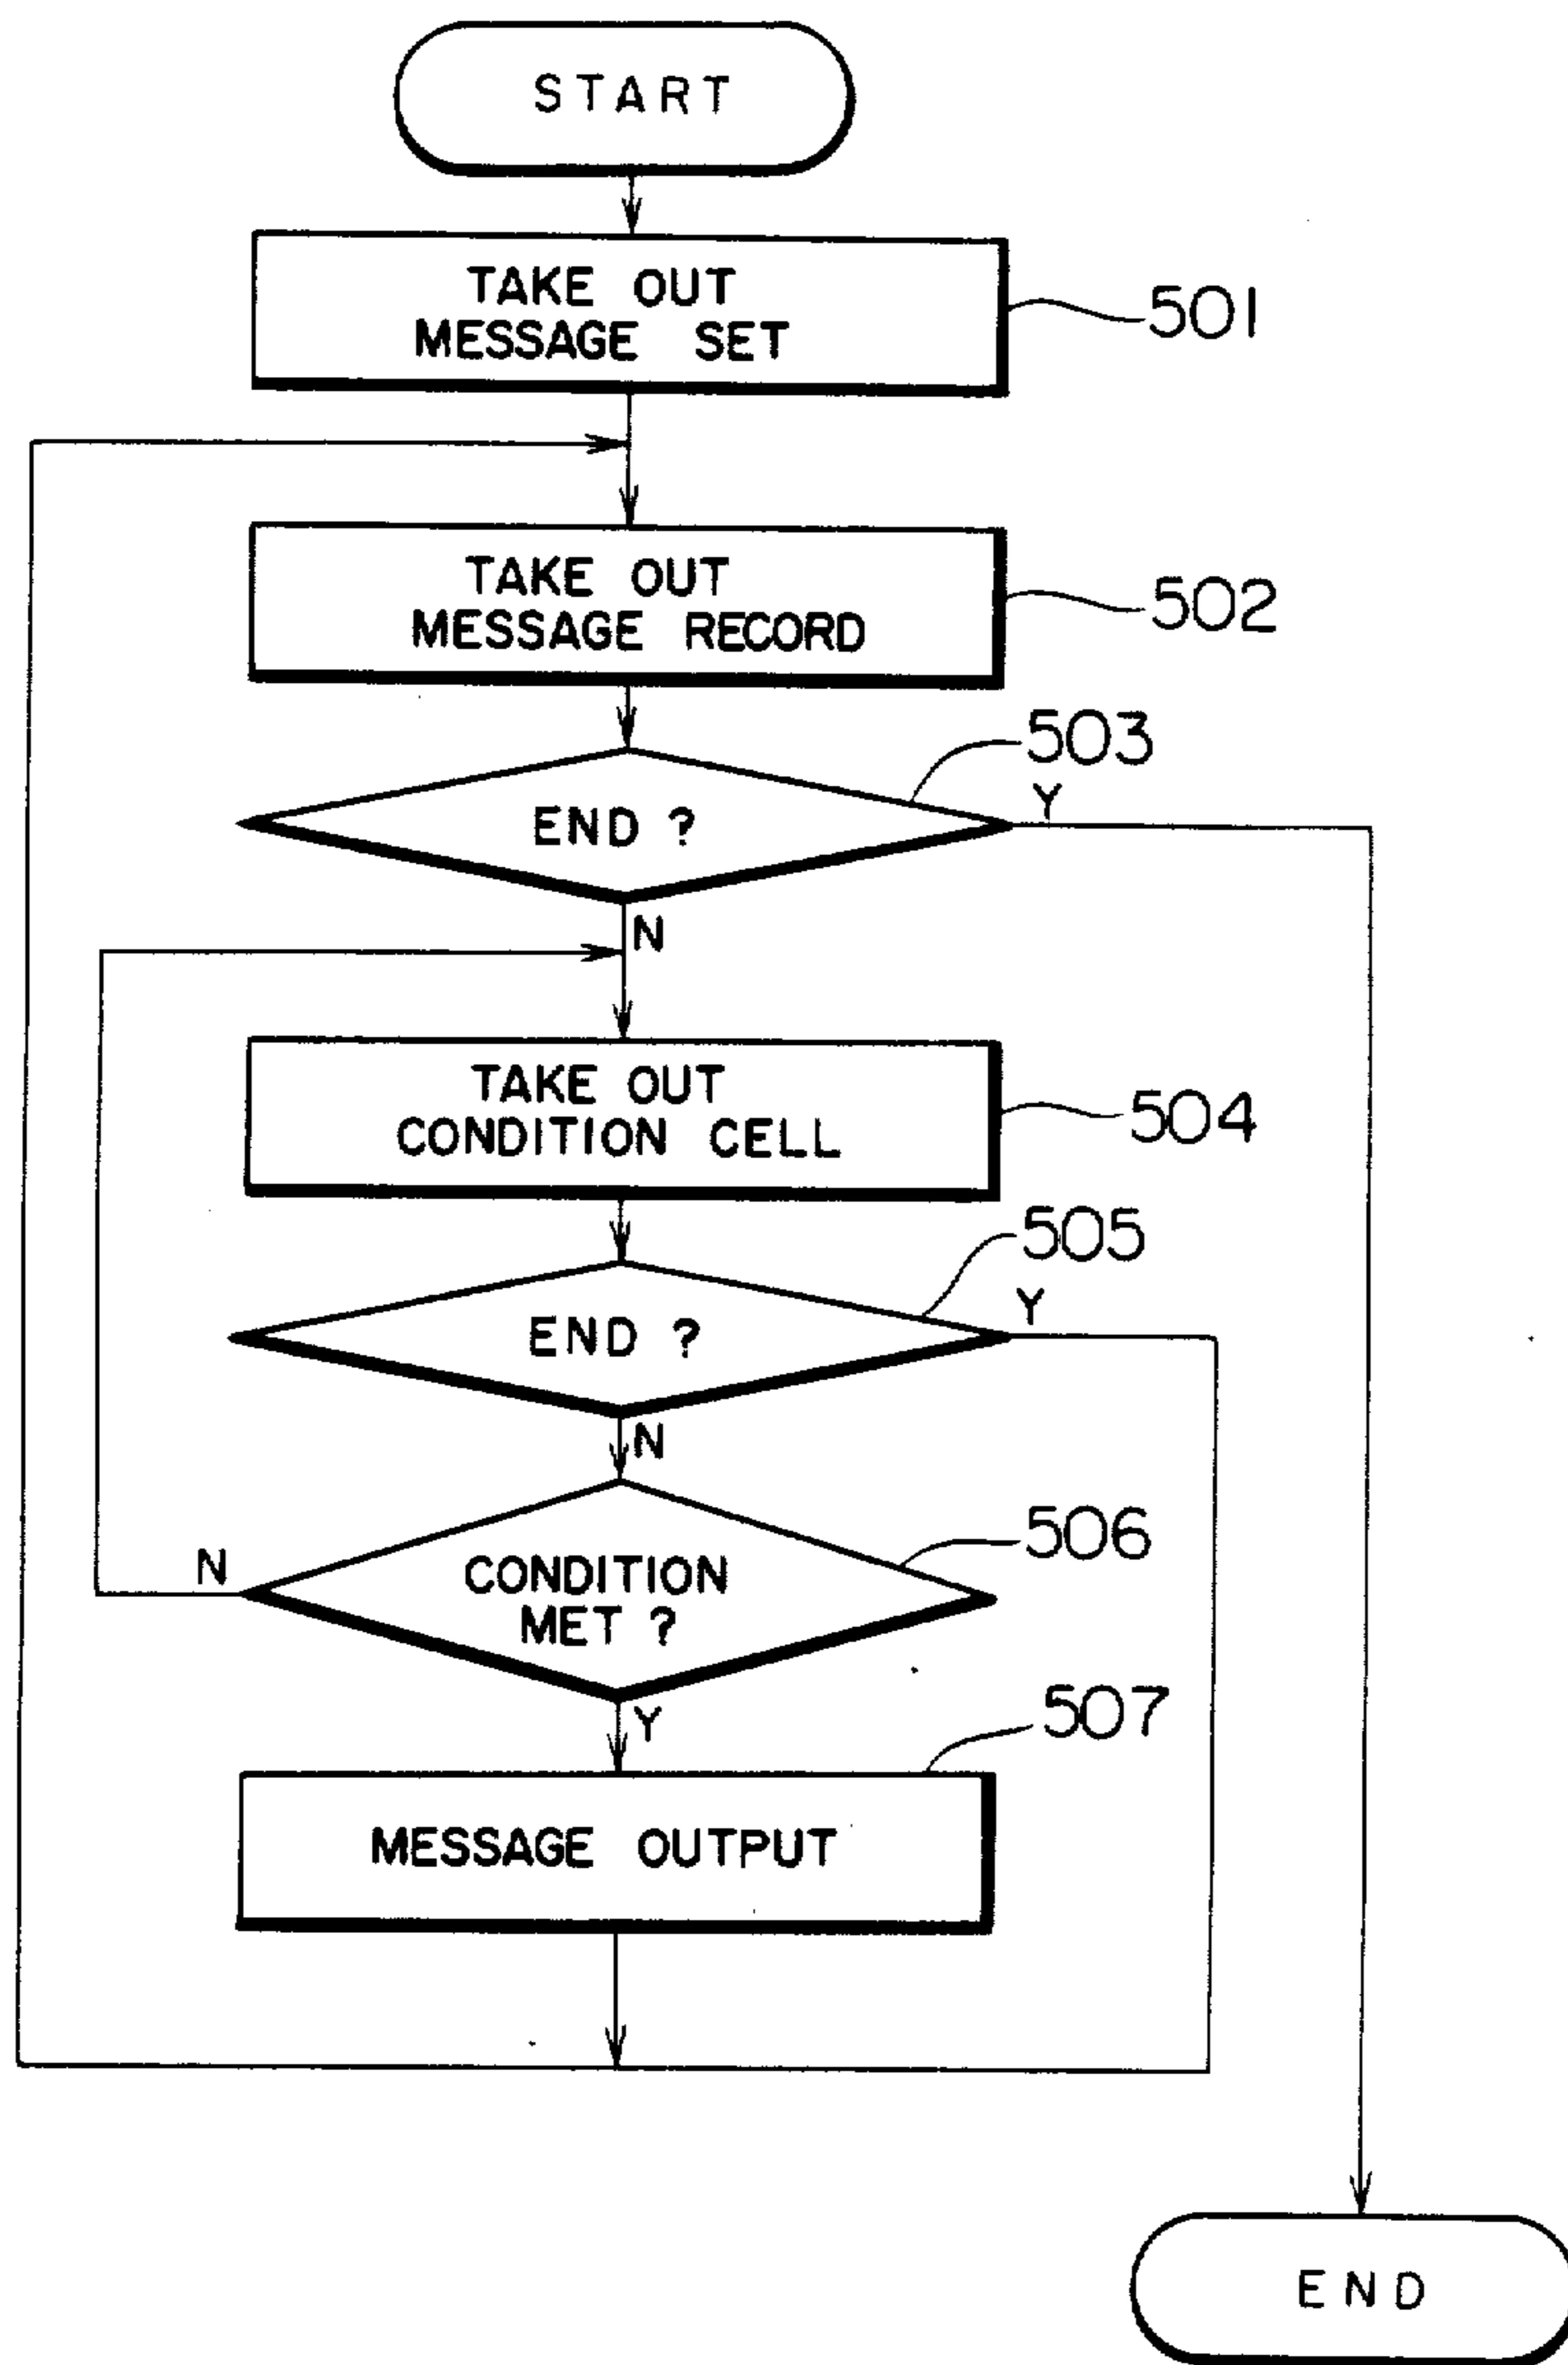 START
TAKE OUT
MESSAGE SET
501
TAKE OUT
MESSAGE RECORD
502
503
END ?
Y
N
TAKE OUT
CONDITION CELL
504
505
END ?
Y
N
506
CONDITION
MET ?
N
Y
507
MESSAGE OUTPUT
END